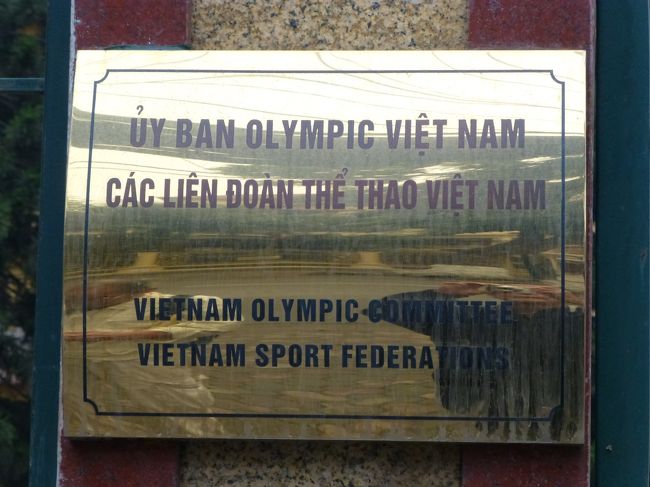 ỦY BAN OLYMPIC VIỆT NAM
CÁC LIÊN ĐOÀN THỂ THAO VIỆT NAM
VIETNAM OLYMPIC COMMITTEE
VIETNAM SPORT FEDERATIONS